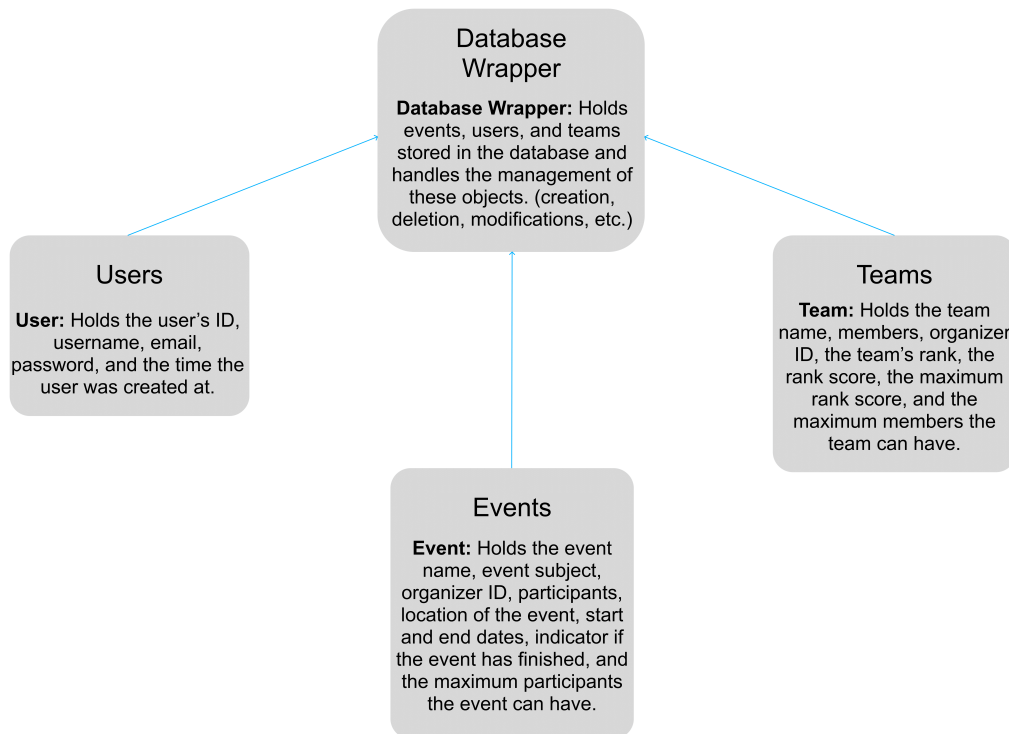 Database
Wrapper
Database Wrapper: Holds
events, users, and teams
stored in the database and
handles the management of
these objects. (creation,
deletion, modifications, etc.)
Users
User: Holds the user's ID,
username, email,
password, and the time the
user was created at.
Teams
Team: Holds the team
name, members, organizer
ID, the team's rank, the
rank score, the maximum
rank score, and the
maximum members the
team can have.
Events
Event: Holds the event
name, event subject,
organizer ID, participants,
location of the event, start
and end dates, indicator if
the event has finished, and
the maximum participants
the event can have.